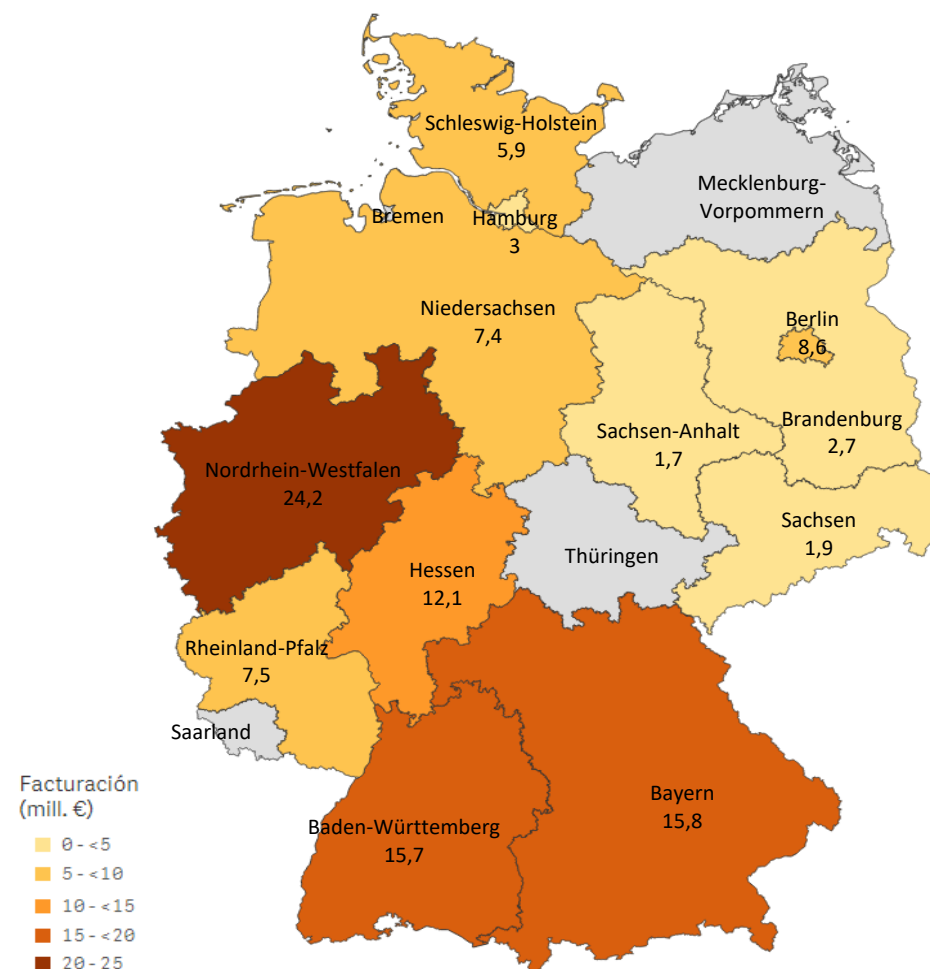 Schleswig-Holstein
5,9
Mecklenburg-
Vorpommern
Bremen
Hamburg
3
Niedersachsen
7,4
Berlin
8,6
Brandenburg
2,7
Sachsen-Anhalt
1,7
Nordrhein-Westfalen
24,2
Sachsen
1,9
Thüringen
Hessen
12,1
Rheinland-Pfalz
7,5
Saarland
Bayern
15,8
Baden-Württemberg
15,7
Facturación
(mill. €)
0-<5
5-<10
10-<15
15-<20
20-25